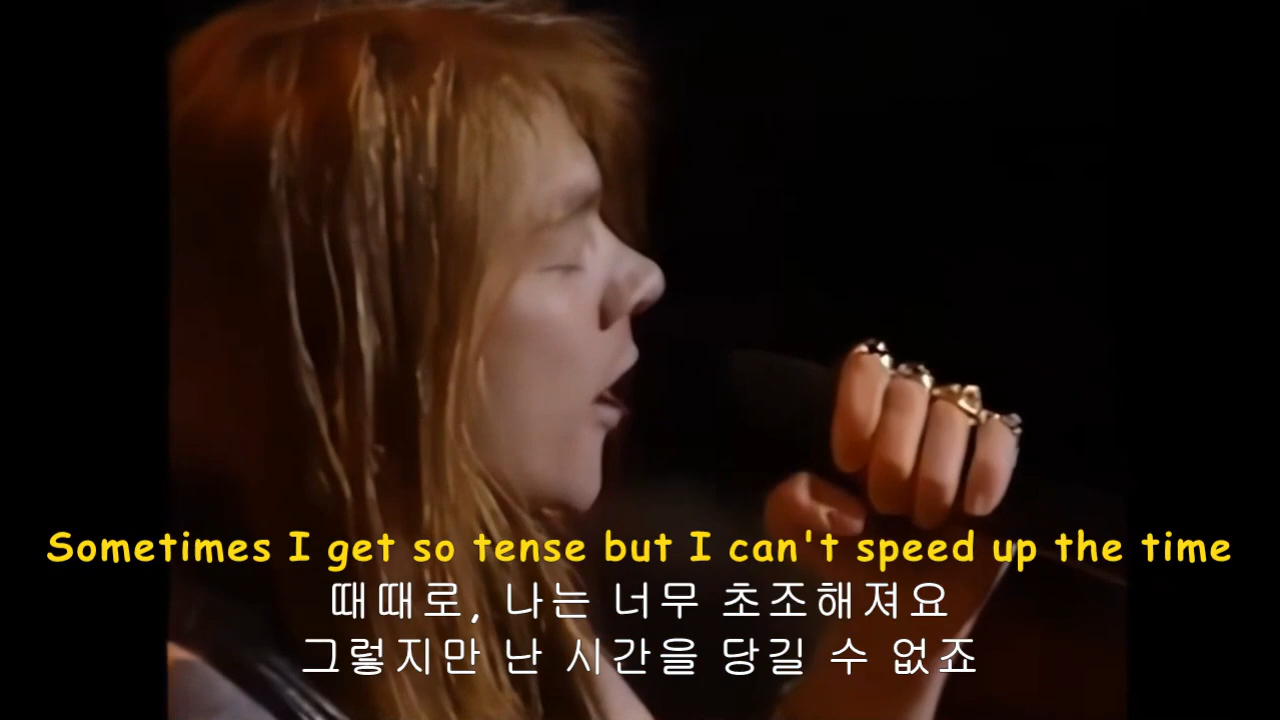 Sometimes I get so tense but I can't speed up the time
때때로, 나는 너무 초조해져요
그렇지만 난 시간을 당길 수 없죠